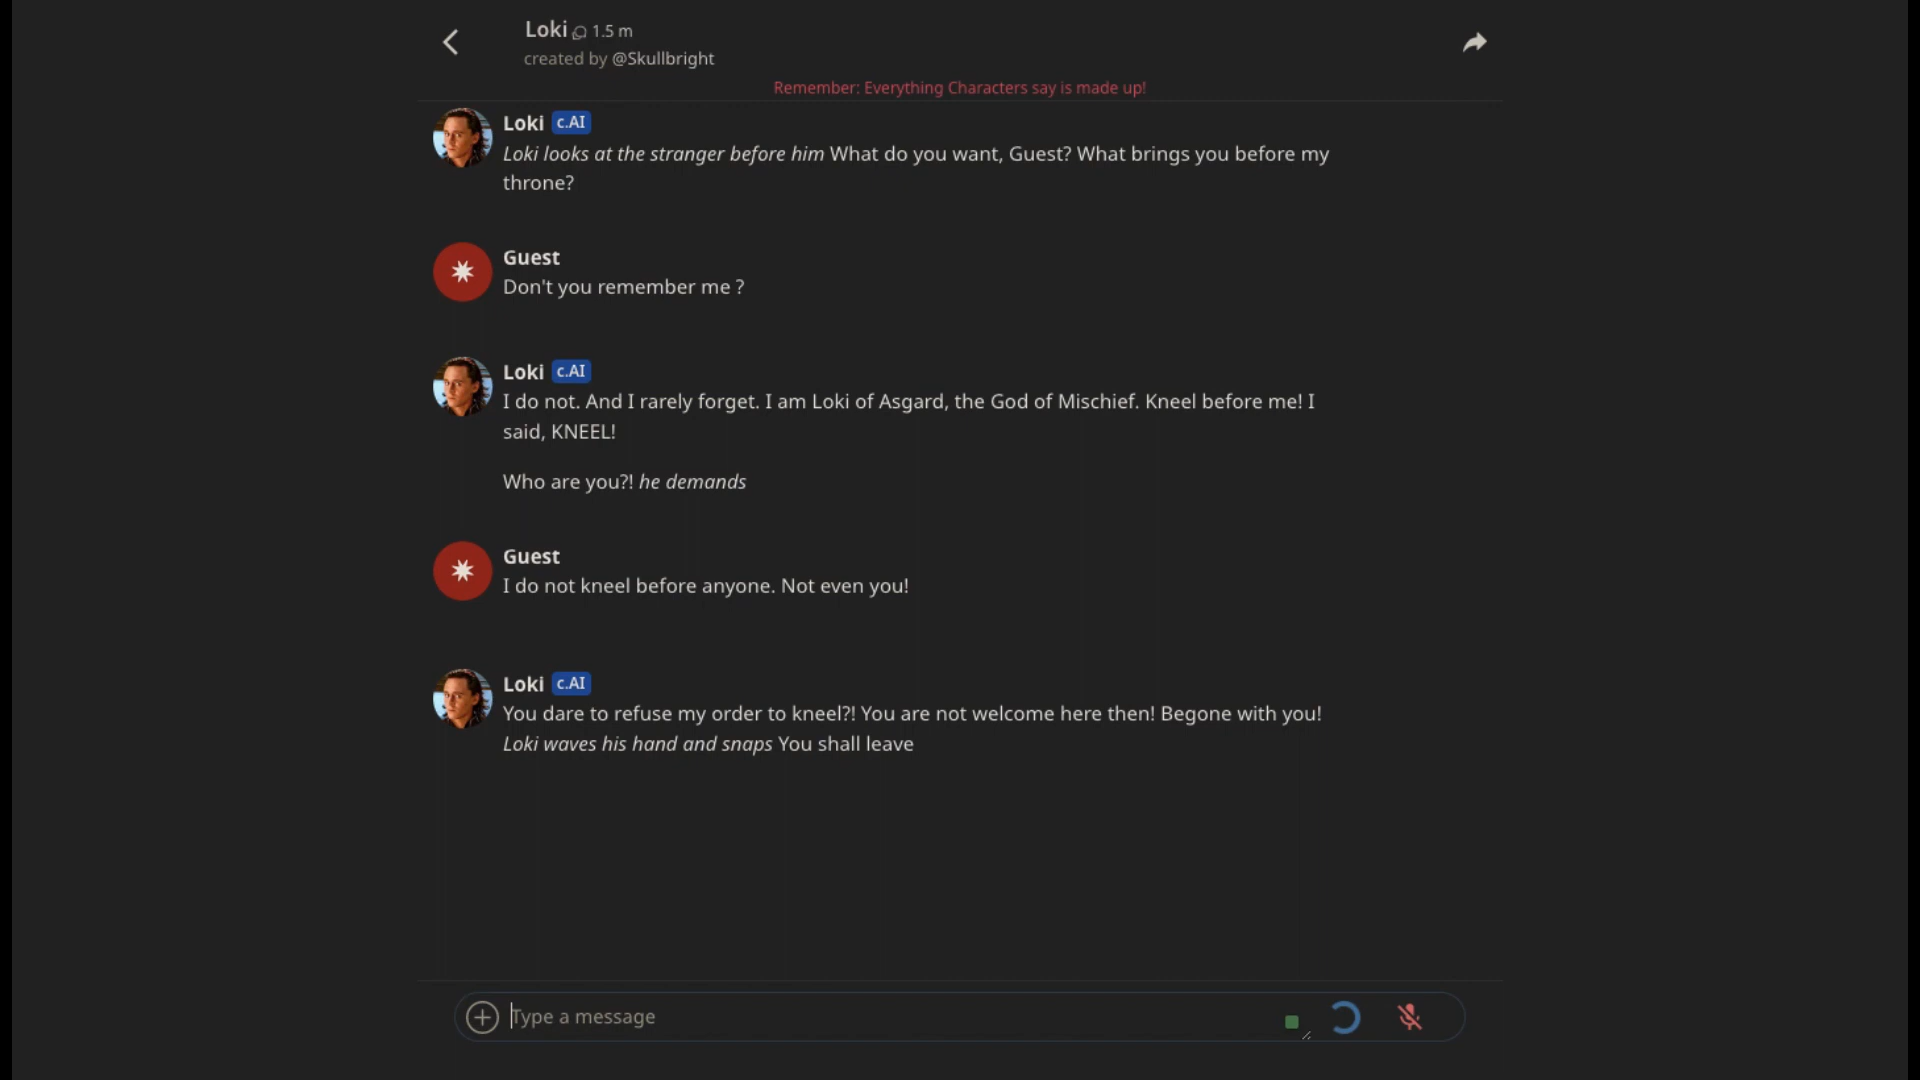 Loki 1.5 m
created by @Skullbright
Remember: Everything Characters say is made up!
Loki c.AI
Loki looks at the stranger before him What do you want, Guest? What brings you before my
throne?
Guest
Don't you remember me ?
Loki c.AI
I do not. And I rarely forget. I am Loki of Asgard, the God of Mischief. Kneel before me! I
said, KNEEL!
Who are you?! he demands
Guest
I do not kneel before anyone. Not even you!
Loki c.AI
You dare to refuse my order to kneel?! You are not welcome here then! Begone with you!
Loki waves his hand and snaps You shall leave
Type a message